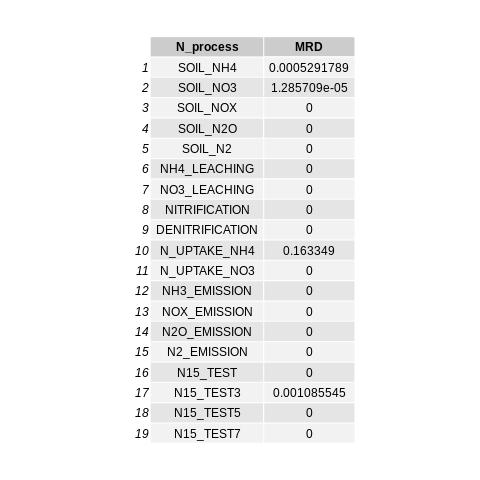 N_process MRD
1 SOIL_NH4 0.0005291789
2 SOIL_NO3 1.285709e-05
3 SOIL_NOX 0
4 SOIL_N2O 0
5 SOIL_N2 0
6 NH4_LEACHING 0
7 NO3_LEACHING 0
8 NITRIFICATION 0
9 DENITRIFICATION 0
10 N_UPTAKE_NH4 0.163349
11 N_UPTAKE_NO3 0
12 NH3_EMISSION 0
13 NOX_EMISSION 0
14 N2O_EMISSION 0
15 N2_EMISSION 0
16 N15_TEST 0
17 N15_TEST3 0.001085545
18 N15_TEST5 0
19 N15_TEST7 0